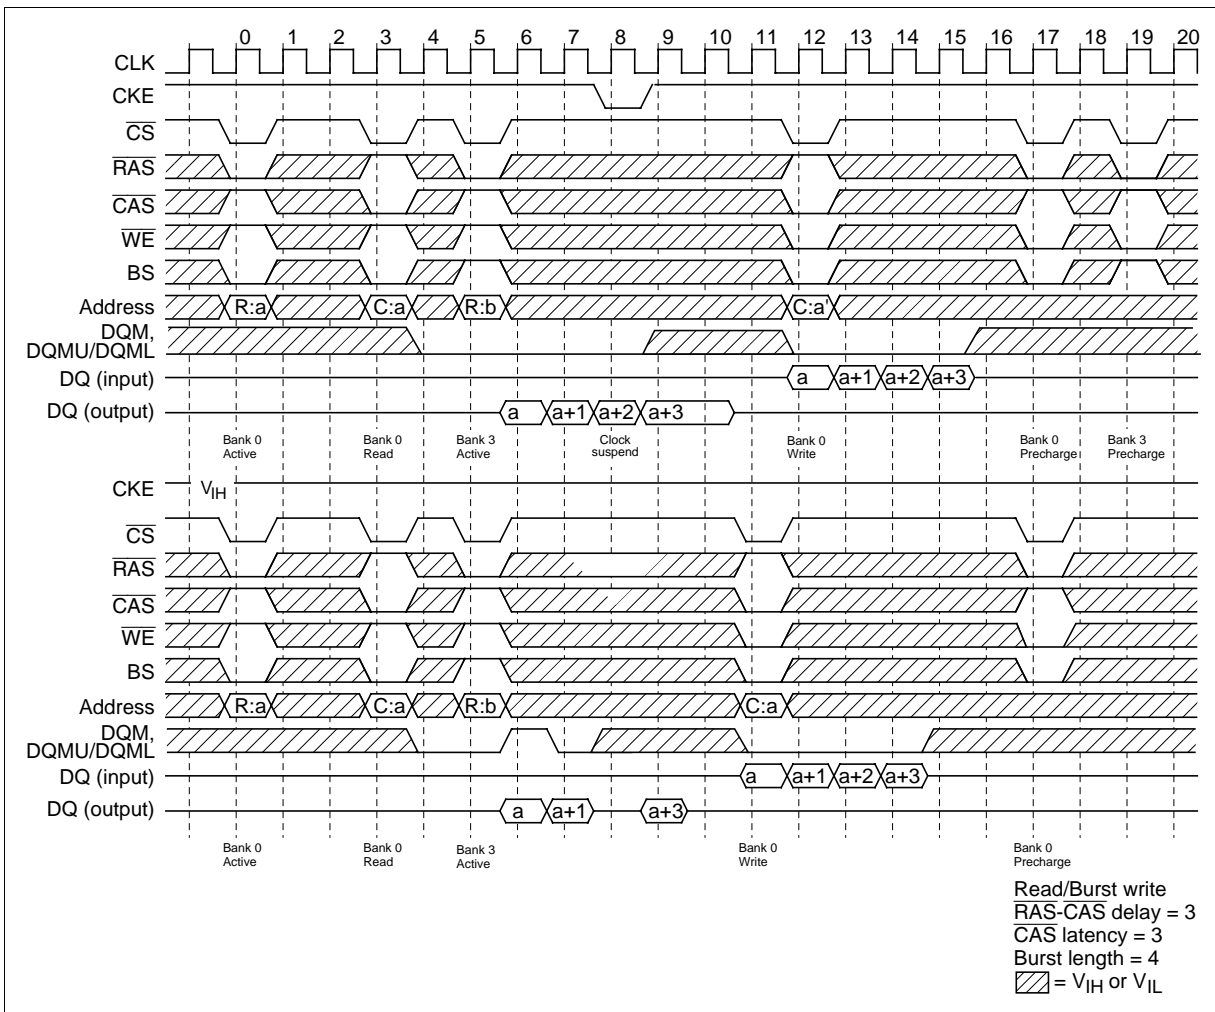 0 1 2 3 4 5 6 7 8 9 10 11 12 13 14 15 16 17 18 19 20
CLK
CKE
CS
RAS
CAS
WE
BS
Address R:a C:a R:b C:a'
DQM,
DQMU/DQML
DQ (input) a a+1 a+2 a+3
DQ (output) a a+1 a+2 a+3
Bank 0 Active
Bank 0 Read
Bank 3 Active
Clock suspend
Bank 0 Write
Bank 0 Precharge
Bank 3 Precharge
CKE VIH
CS
RAS
CAS
WE
BS
Address R:a C:a R:b C:a
DQM,
DQMU/DQML
DQ (input) a a+1 a+2 a+3
DQ (output) a a+1 a+3
Bank 0 Active
Bank 0 Read
Bank 3 Active
Bank 0 Write
Bank 0 Precharge
Read/Burst write
RAS-CAS delay = 3
CAS latency = 3
Burst length = 4
= VIH or VIL